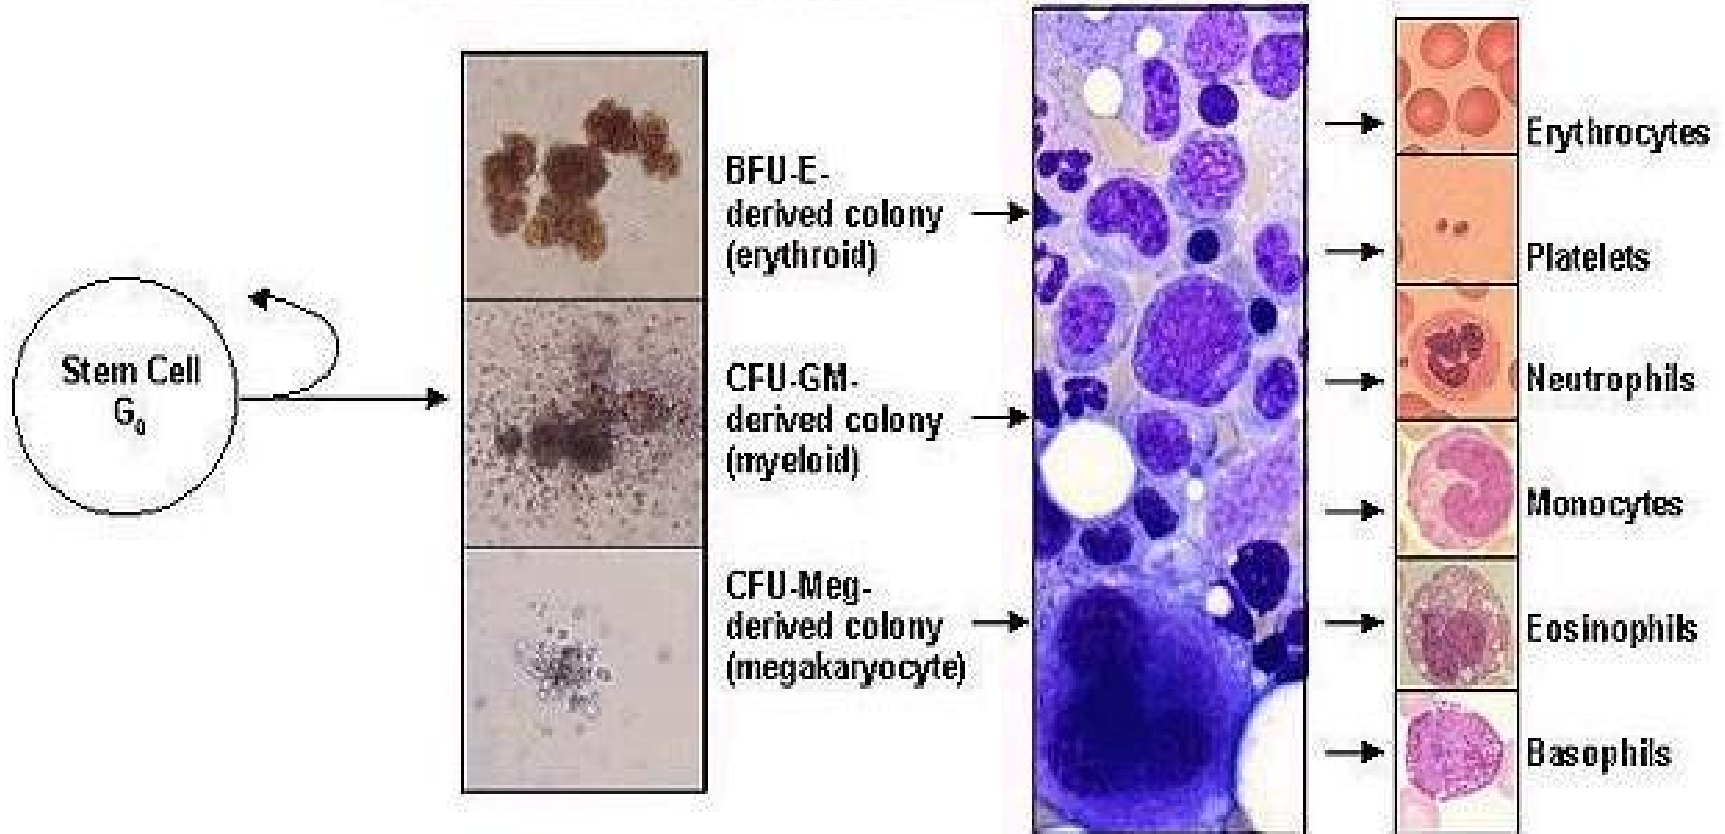 Stem Cell
G₀
BFU-E-
derived colony
(erythroid)
CFU-GM-
derived colony
(myeloid)
CFU-Meg-
derived colony
(megakaryocyte)
Erythrocytes
Platelets
Neutrophils
Monocytes
Eosinophils
Basophils